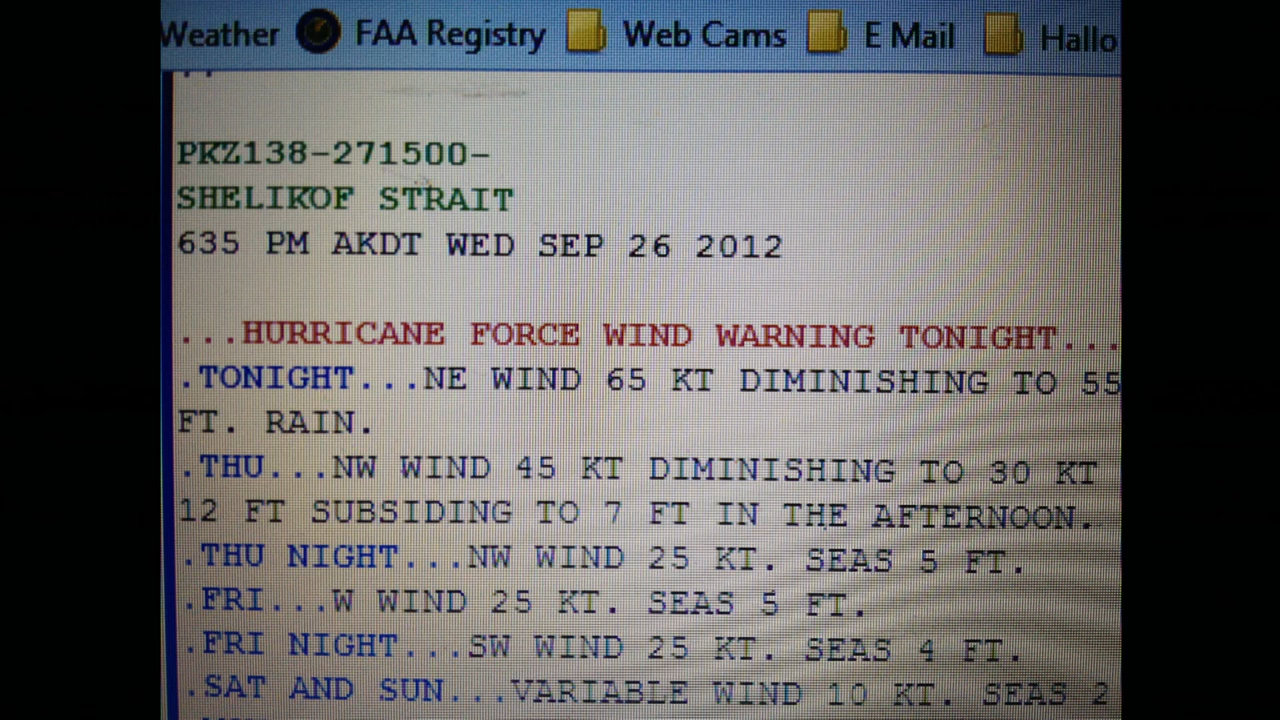 Weather FAA Registry Web Cams E Mail Hallo
PKZ138-271500-
SHELIKOF STRAIT
635 PM AKDT WED SEP 26 2012
...HURRICANE FORCE WIND WARNING TONIGHT...
.TONIGHT...NE WIND 65 KT DIMINISHING TO 55
FT. RAIN.
.THU...NW WIND 45 KT DIMINISHING TO 30 KT
12 FT SUBSIDING TO 7 FT IN THE AFTERNOON.
.THU NIGHT...NW WIND 25 KT. SEAS 5 FT.
.FRI...W WIND 25 KT. SEAS 5 FT.
.FRI NIGHT...SW WIND 25 KT. SEAS 4 FT.
.SAT AND SUN...VARIABLE WIND 10 KT. SEAS 2